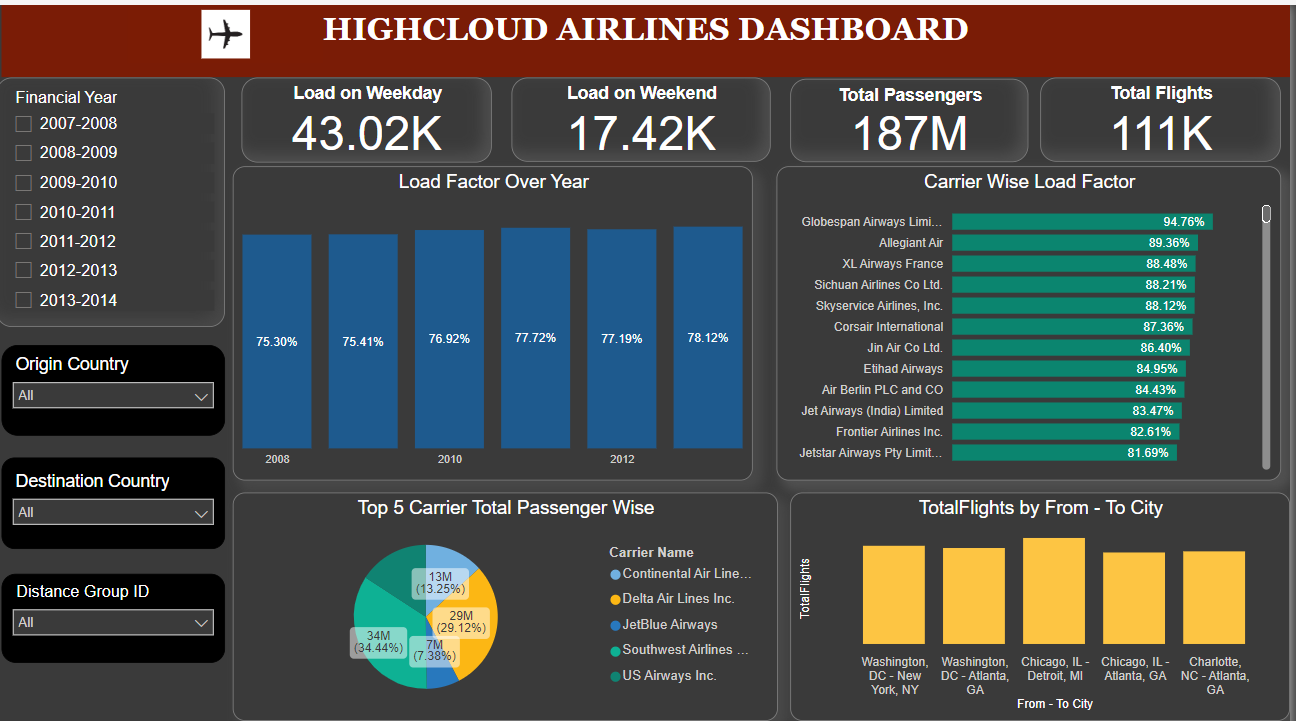 HIGHCLOUD AIRLINES DASHBOARD
Financial Year
2007-2008
2008-2009
2009-2010
2010-2011
2011-2012
2012-2013
2013-2014
Origin Country
All
Destination Country
All
Distance Group ID
All
Load on Weekday
43.02K
Load on Weekend
17.42K
Total Passengers
187M
Total Flights
111K
Load Factor Over Year
75.30%
75.41%
76.92%
77.72%
77.19%
78.12%
2008
2010
2012
Carrier Wise Load Factor
Globespan Airways Limi... 94.76%
Allegiant Air 89.36%
XL Airways France 88.48%
Sichuan Airlines Co Ltd. 88.21%
Skyservice Airlines, Inc. 88.12%
Corsair International 87.36%
Jin Air Co Ltd. 86.40%
Etihad Airways 84.95%
Air Berlin PLC and CO 84.43%
Jet Airways (India) Limited 83.47%
Frontier Airlines Inc. 82.61%
Jetstar Airways Pty Limit... 81.69%
Top 5 Carrier Total Passenger Wise
13M
(13.25%)
29M
(29.12%)
7M
(7.38%)
34M
(34.44%)
Carrier Name
Continental Air Line...
Delta Air Lines Inc.
JetBlue Airways
Southwest Airlines ...
US Airways Inc.
TotalFlights by From - To City
TotalFlights
Washington,
DC - New
York, NY
Washington,
DC - Atlanta,
GA
Chicago, IL -
Detroit, MI
Chicago, IL -
Atlanta, GA
Charlotte,
NC - Atlanta,
GA
From - To City